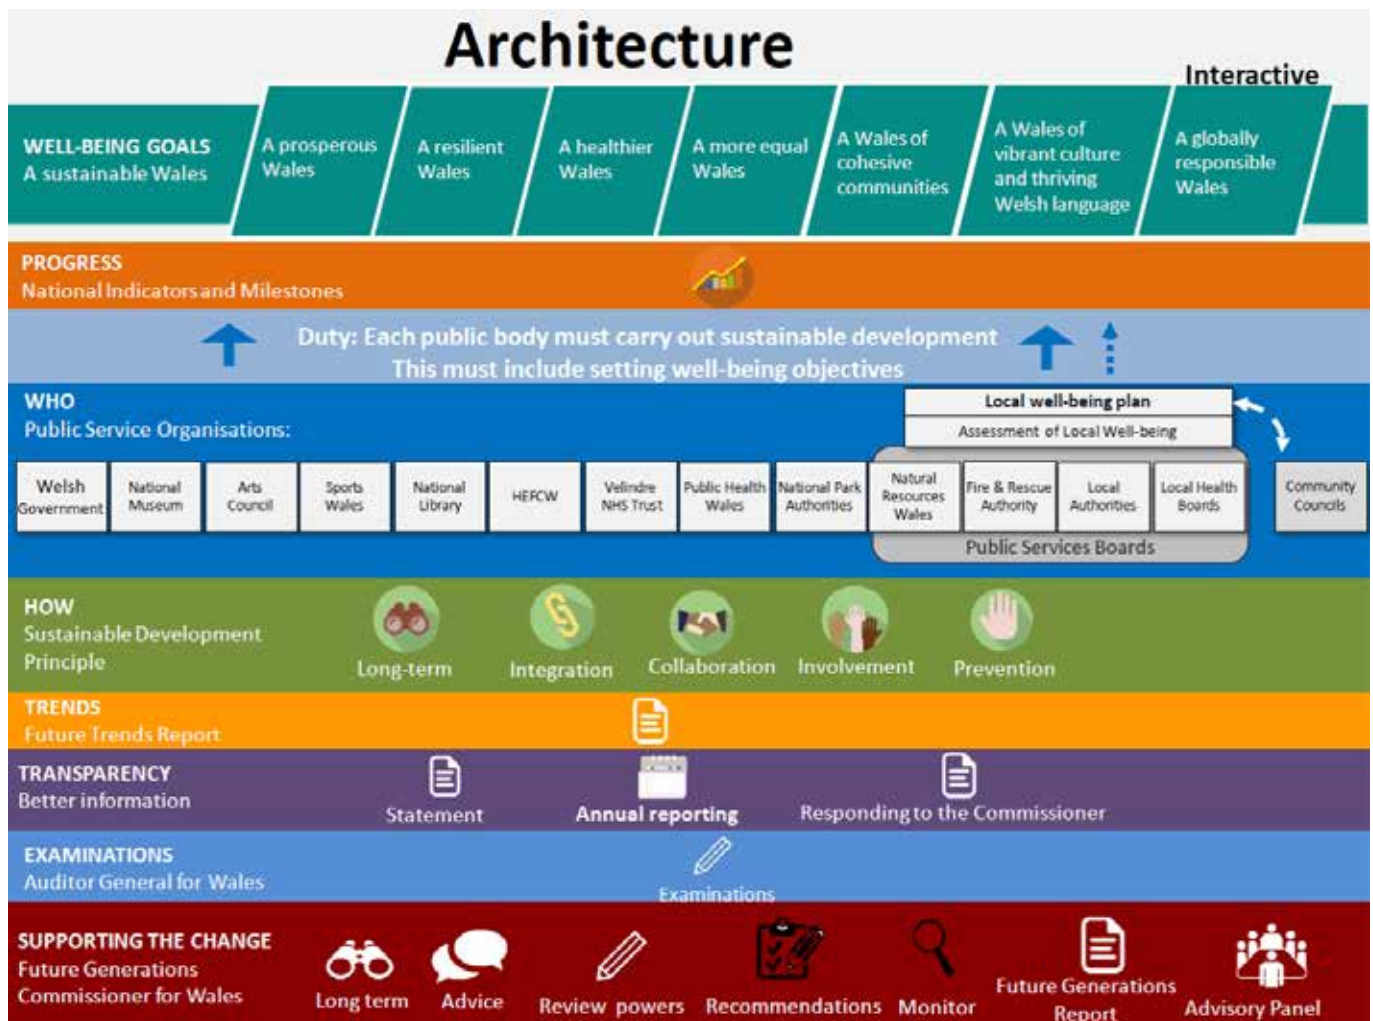 Architecture
Interactive
WELL-BEING GOALS
A sustainable Wales
A prosperous
Wales
A resilient
Wales
A healthier
Wales
A more equal
Wales
A Wales of
cohesive
communities
A Wales of
vibrant culture
and thriving
Welsh language
A globally
responsible
Wales
PROGRESS
National Indicators and Milestones
Duty: Each public body must carry out sustainable development
This must include setting well-being objectives
WHO
Public Service Organisations:
Local well-being plan
Assessment of Local Well-being
Welsh
Government
National
Museum
Arts
Council
Sports
Wales
National
Library
HEFCW
Velindre
NHS Trust
Public Health
Wales
National Park
Authorities
Natural
Resources
Wales
Fire & Rescue
Authority
Local
Authorities
Local Health
Boards
Community
Councils
Public Services Boards
HOW
Sustainable Development
Principle
Long-term
Integration
Collaboration
Involvement
Prevention
TRENDS
Future Trends Report
TRANSPARENCY
Better information
Statement
Annual reporting
Responding to the Commissioner
EXAMINATIONS
Auditor General for Wales
Examinations
SUPPORTING THE CHANGE
Future Generations
Commissioner for Wales
Long term
Advice
Review powers
Recommendations
Monitor
Future Generations
Report
Advisory Panel